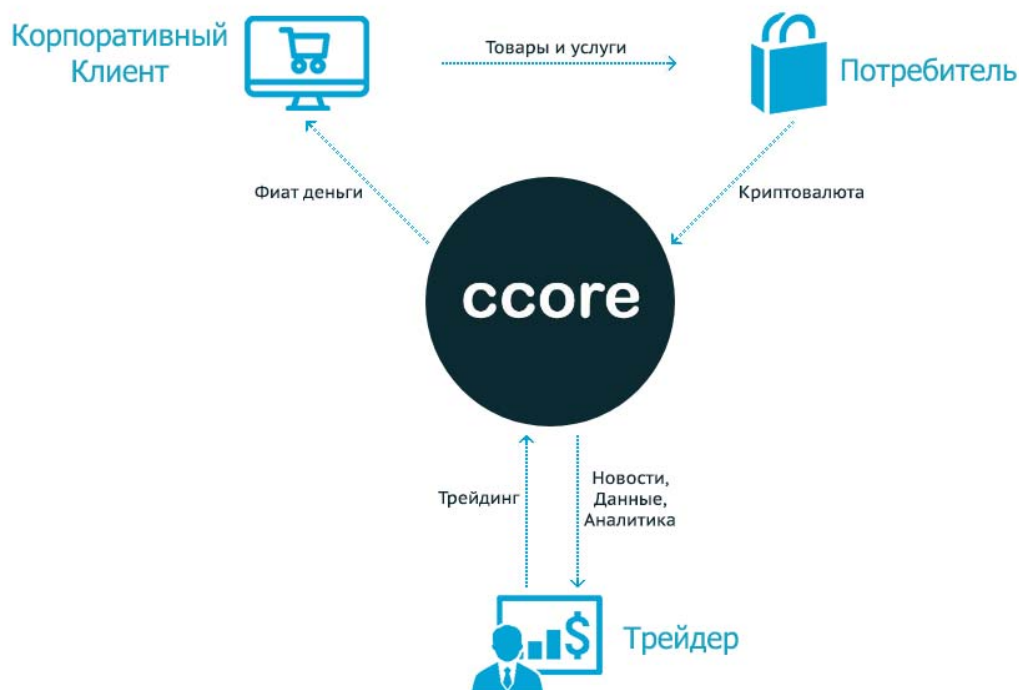 Корпоративный
Клиент
Товары и услуги
Потребитель
Фиат деньги
Криптовалюта
ccore
Трейдинг
Новости,
Данные,
Аналитика
$
Трейдер